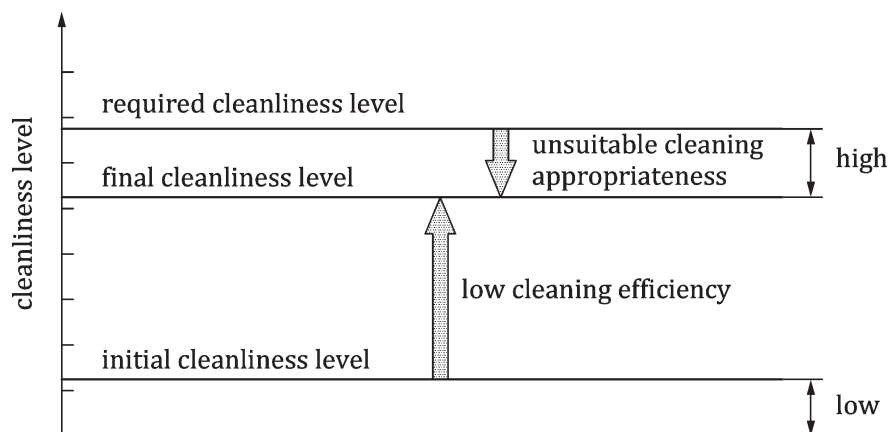 cleanliness level
required cleanliness level
unsuitable cleaning
appropriateness
high
final cleanliness level
low cleaning efficiency
initial cleanliness level
low